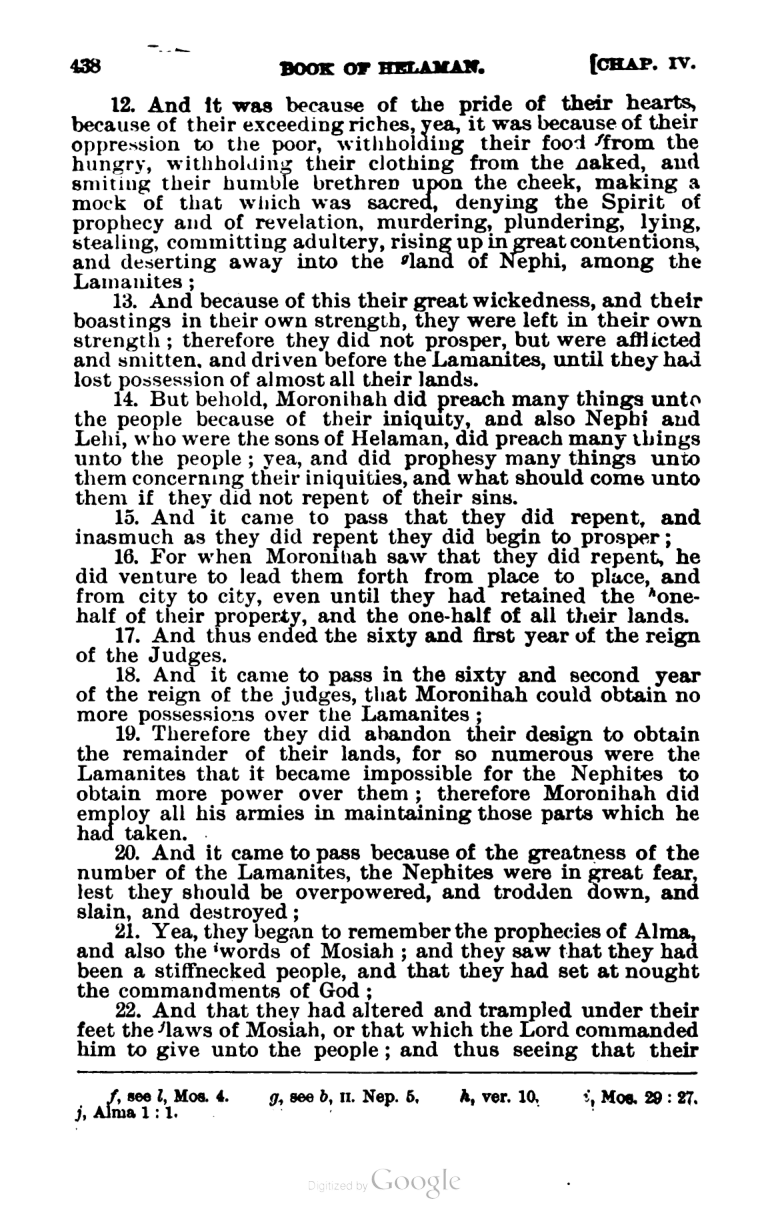 438 BOOK OF HELAMAN. [CHAP. IV.
12. And it was because of the pride of their hearts,
because of their exceeding riches, yea, it was because of their
oppression to the poor, withholding their food ᶠfrom the
hungry, withholding their clothing from the naked, and
smiting their humble brethren upon the cheek, making a
mock of that which was sacred, denying the Spirit of
prophecy and of revelation, murdering, plundering, lying,
stealing, committing adultery, rising up in great contentions,
and deserting away into the ᵍland of Nephi, among the
Lamanites;
13. And because of this their great wickedness, and their
boastings in their own strength, they were left in their own
strength; therefore they did not prosper, but were afflicted
and smitten, and driven before the Lamanites, until they had
lost possession of almost all their lands.
14. But behold, Moronihah did preach many things unto
the people because of their iniquity, and also Nephi and
Lehi, who were the sons of Helaman, did preach many things
unto the people; yea, and did prophesy many things unto
them concerning their iniquities, and what should come unto
them if they did not repent of their sins.
15. And it came to pass that they did repent, and
inasmuch as they did repent they did begin to prosper;
16. For when Moronihah saw that they did repent, he
did venture to lead them forth from place to place, and
from city to city, even until they had retained the ʰone-
half of their property, and the one-half of all their lands.
17. And thus ended the sixty and first year of the reign
of the Judges.
18. And it came to pass in the sixty and second year
of the reign of the judges, that Moronihah could obtain no
more possessions over the Lamanites;
19. Therefore they did abandon their design to obtain
the remainder of their lands, for so numerous were the
Lamanites that it became impossible for the Nephites to
obtain more power over them; therefore Moronihah did
employ all his armies in maintaining those parts which he
had taken.
20. And it came to pass because of the greatness of the
number of the Lamanites, the Nephites were in great fear,
lest they should be overpowered, and trodden down, and
slain, and destroyed;
21. Yea, they began to remember the prophecies of Alma,
and also the ⁱwords of Mosiah; and they saw that they had
been a stiffnecked people, and that they had set at nought
the commandments of God;
22. And that they had altered and trampled under their
feet the ʲlaws of Mosiah, or that which the Lord commanded
him to give unto the people; and thus seeing that their
f, see l, Mos. 4. g, see b, II. Nep. 5. h, ver. 10. i, Mos. 29 : 27.
j, Alma 1 : 1.
Digitized by Google